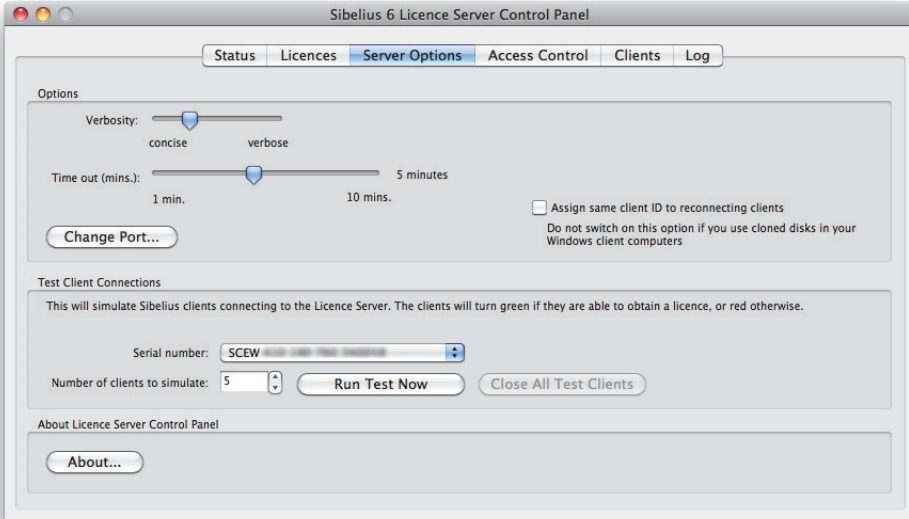 Sibelius 6 Licence Server Control Panel
Status Licences Server Options Access Control Clients Log
Options
Verbosity:
concise verbose
Time out (mins.): 5 minutes
1 min. 10 mins.
Assign same client ID to reconnecting clients
Do not switch on this option if you use cloned disks in your
Windows client computers
Change Port...
Test Client Connections
This will simulate Sibelius clients connecting to the Licence Server. The clients will turn green if they are able to obtain a licence, or red otherwise.
Serial number: SCEW
Number of clients to simulate: 5 Run Test Now Close All Test Clients
About Licence Server Control Panel
About...